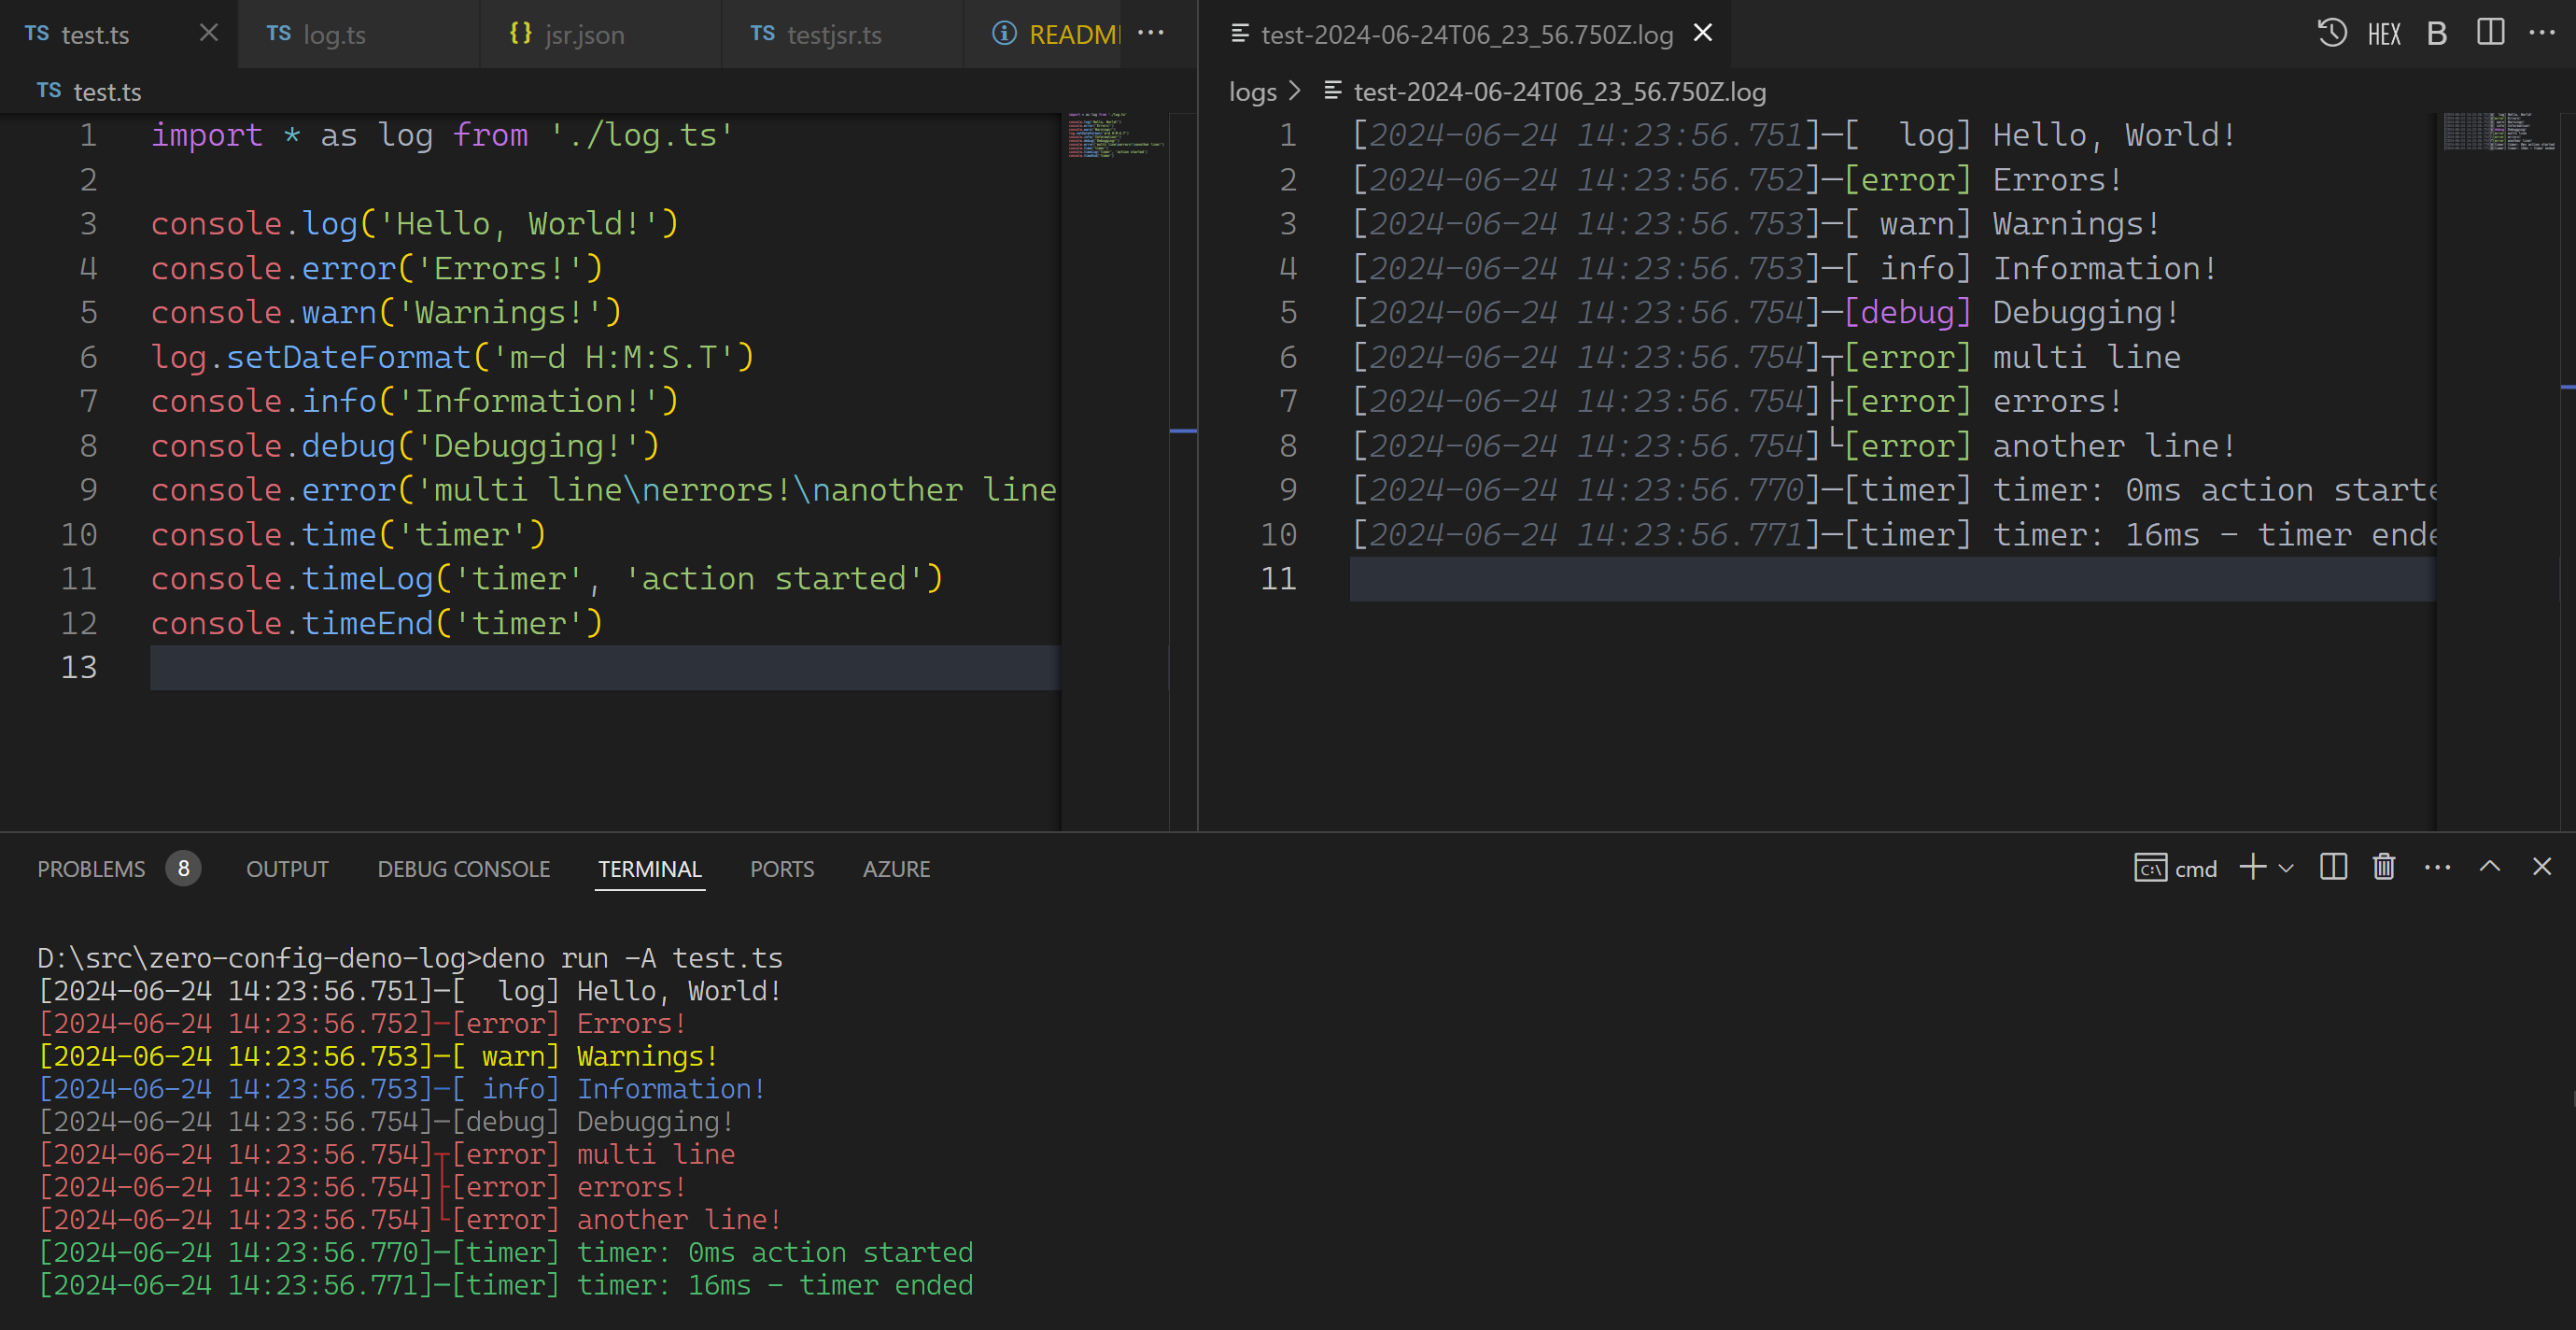 TS test.ts
TS log.ts
{} jsr.json
TS testjsr.ts
README
TS test.ts
1 import * as log from './log.ts'
2
3 console.log('Hello, World!')
4 console.error('Errors!')
5 console.warn('Warnings!')
6 log.setDateFormat('m-d H:M:S.T')
7 console.info('Information!')
8 console.debug('Debugging!')
9 console.error('multi line\nerrors!\nanother line
10 console.time('timer')
11 console.timeLog('timer', 'action started')
12 console.timeEnd('timer')
13
test-2024-06-24T06_23_56.750Z.log
HEX B
logs > test-2024-06-24T06_23_56.750Z.log
1 [2024-06-24 14:23:56.751]─[  log] Hello, World!
2 [2024-06-24 14:23:56.752]─[error] Errors!
3 [2024-06-24 14:23:56.753]─[ warn] Warnings!
4 [2024-06-24 14:23:56.753]─[ info] Information!
5 [2024-06-24 14:23:56.754]─[debug] Debugging!
6 [2024-06-24 14:23:56.754]┬[error] multi line
7 [2024-06-24 14:23:56.754]├[error] errors!
8 [2024-06-24 14:23:56.754]└[error] another line!
9 [2024-06-24 14:23:56.770]─[timer] timer: 0ms action starte
10 [2024-06-24 14:23:56.771]─[timer] timer: 16ms - timer ende
11
PROBLEMS 8 OUTPUT DEBUG CONSOLE TERMINAL PORTS AZURE
cmd
D:\src\zero-config-deno-log>deno run -A test.ts
[2024-06-24 14:23:56.751]─[  log] Hello, World!
[2024-06-24 14:23:56.752]─[error] Errors!
[2024-06-24 14:23:56.753]─[ warn] Warnings!
[2024-06-24 14:23:56.753]─[ info] Information!
[2024-06-24 14:23:56.754]─[debug] Debugging!
[2024-06-24 14:23:56.754]┬[error] multi line
[2024-06-24 14:23:56.754]├[error] errors!
[2024-06-24 14:23:56.754]└[error] another line!
[2024-06-24 14:23:56.770]─[timer] timer: 0ms action started
[2024-06-24 14:23:56.771]─[timer] timer: 16ms - timer ended